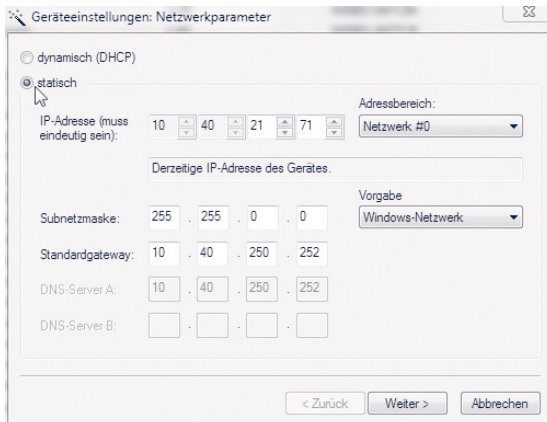 Geräteeinstellungen: Netzwerkparameter
dynamisch (DHCP)
statisch
Adressbereich:
IP-Adresse (muss eindeutig sein): 10 40 21 71 Netzwerk #0
Derzeitige IP-Adresse des Gerätes.
Vorgabe
Subnetzmaske: 255 . 255 . 0 . 0 Windows-Netzwerk
Standardgateway: 10 . 40 . 250 . 252
DNS-Server A: 10 . 40 . 250 . 252
DNS-Server B: . . .
< Zurück Weiter > Abbrechen